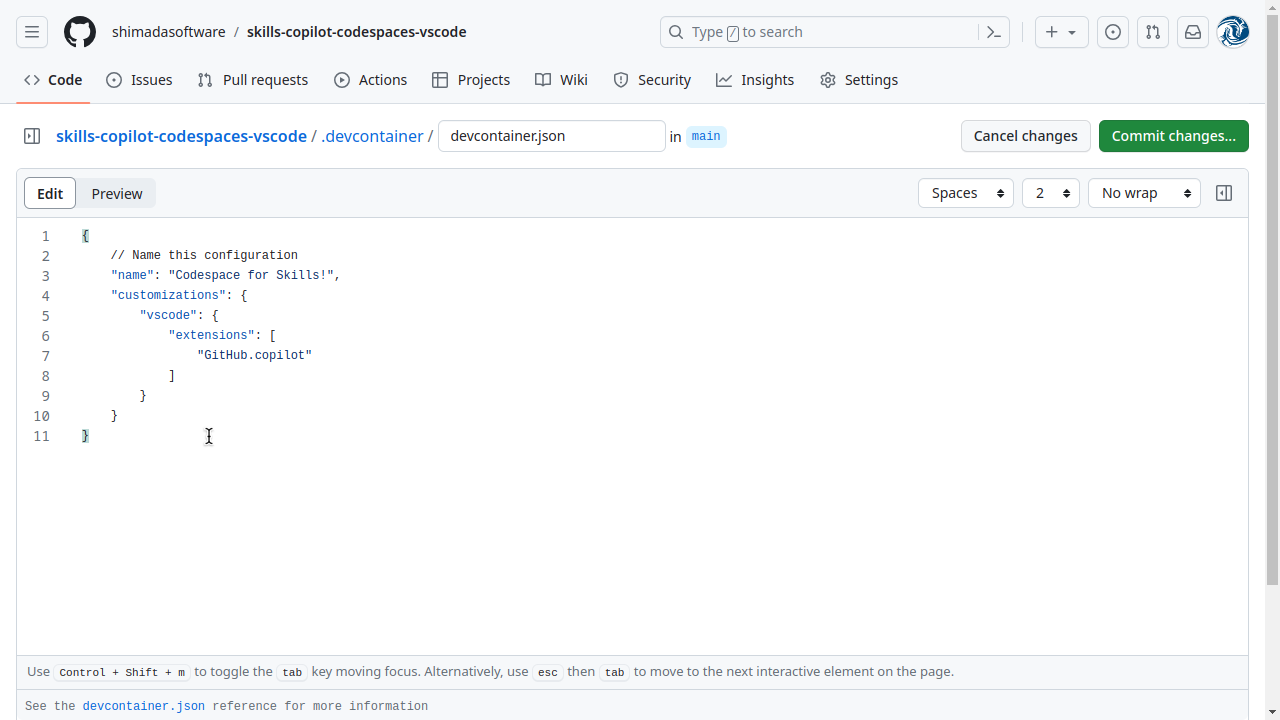 shimadasoftware / skills-copilot-codespaces-vscode
Type / to search
Code Issues Pull requests Actions Projects Wiki Security Insights Settings
skills-copilot-codespaces-vscode / .devcontainer / devcontainer.json in main Cancel changes Commit changes...
Edit Preview Spaces 2 No wrap
1 {
2 // Name this configuration
3 "name": "Codespace for Skills!",
4 "customizations": {
5 "vscode": {
6 "extensions": [
7 "GitHub.copilot"
8 ]
9 }
10 }
11 }
Use Control + Shift + m to toggle the tab key moving focus. Alternatively, use esc then tab to move to the next interactive element on the page.
See the devcontainer.json reference for more information